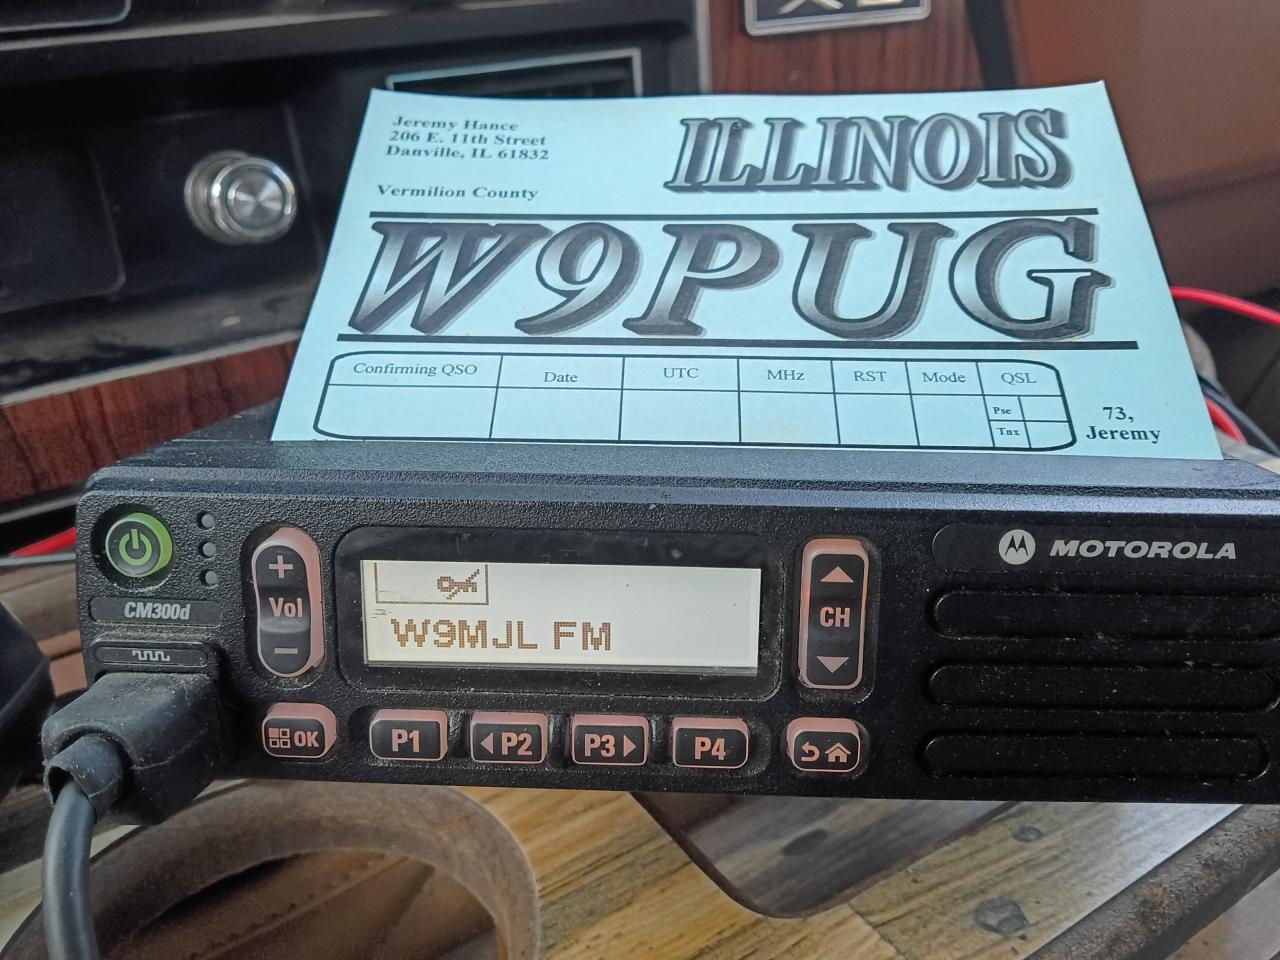 Jeremy Hance
206 E. 11th Street
Danville, IL 61832
Vermilion County
ILLINOIS
W9PUG
Confirming QSO
Date
UTC
MHz
RST
Mode
QSL
Pse
Tnx
73,
Jeremy
MOTOROLA
CM300d
+
Vol
−
W9MJL FM
CH
OK
P1
P2
P3
P4